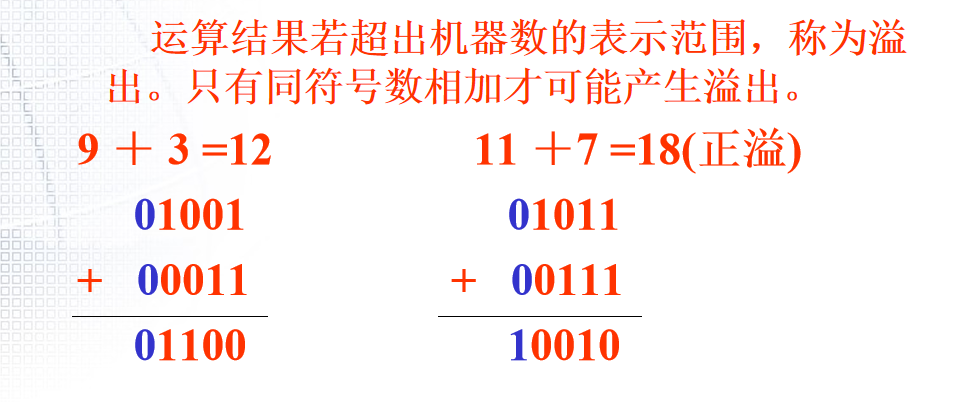 运算结果若超出机器数的表示范围，称为溢
出。只有同符号数相加才可能产生溢出。
9 ＋ 3 =12 11 ＋7 =18(正溢)
01001 01011
+ 00011 + 00111
01100 10010